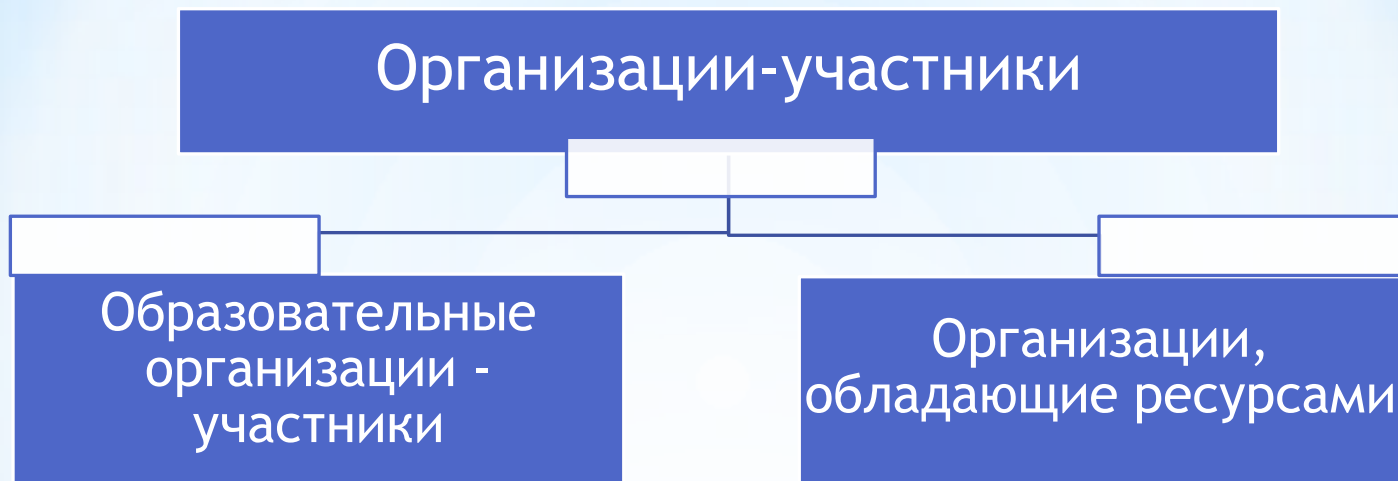 Организации-участники
Образовательные
организации -
участники
Организации,
обладающие ресурсами